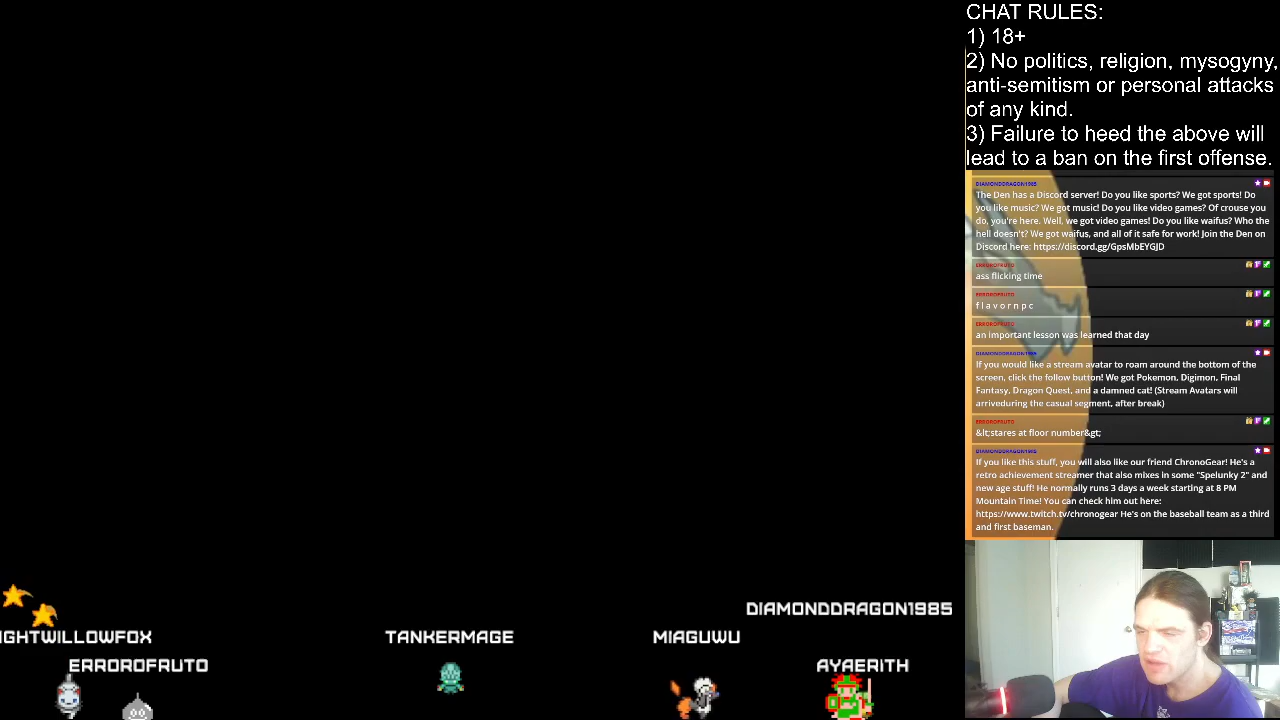 CHAT RULES:
1) 18+
2) No politics, religion, mysogyny,
anti-semitism or personal attacks
of any kind.
3) Failure to heed the above will
lead to a ban on the first offense.
DIAMONDDRAGON1985
The Den has a Discord server! Do you like sports? We got sports! Do
you like music? We got music! Do you like video games? Of crouse you
do, you're here. Well, we got video games! Do you like waifus? Who the
hell doesn't? We got waifus, and all of it safe for work! Join the Den on
Discord here: https://discord.gg/GpsMbEYGJD
ERROROFRUTO
ass flicking time
ERROROFRUTO
f l a v o r n p c
ERROROFRUTO
an important lesson was learned that day
DIAMONDDRAGON1985
If you would like a stream avatar to roam around the bottom of the
screen, click the follow button! We got Pokemon, Digimon, Final
Fantasy, Dragon Quest, and a damned cat! (Stream Avatars will
arriveduring the casual segment, after break)
ERROROFRUTO
&lt;stares at floor number&gt;
DIAMONDDRAGON1985
If you like this stuff, you will also like our friend ChronoGear! He's a
retro achievement streamer that also mixes in some "Spelunky 2" and
new age stuff! He normally runs 3 days a week starting at 8 PM
Mountain Time! You can check him out here:
https://www.twitch.tv/chronogear He's on the baseball team as a third
and first baseman.
DIAMONDDRAGON1985
IGHTWILLOWFOX
TANKERMAGE
MIAGUWU
ERROROFRUTO
AYAERITH